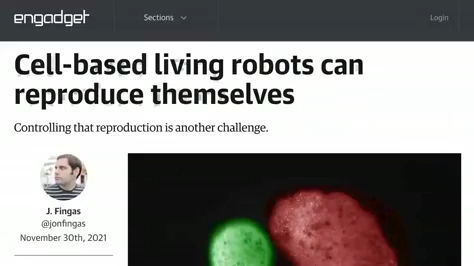 engadget
Sections
Login
Cell-based living robots can
reproduce themselves
Controlling that reproduction is another challenge.
J. Fingas
@jonfingas
November 30th, 2021